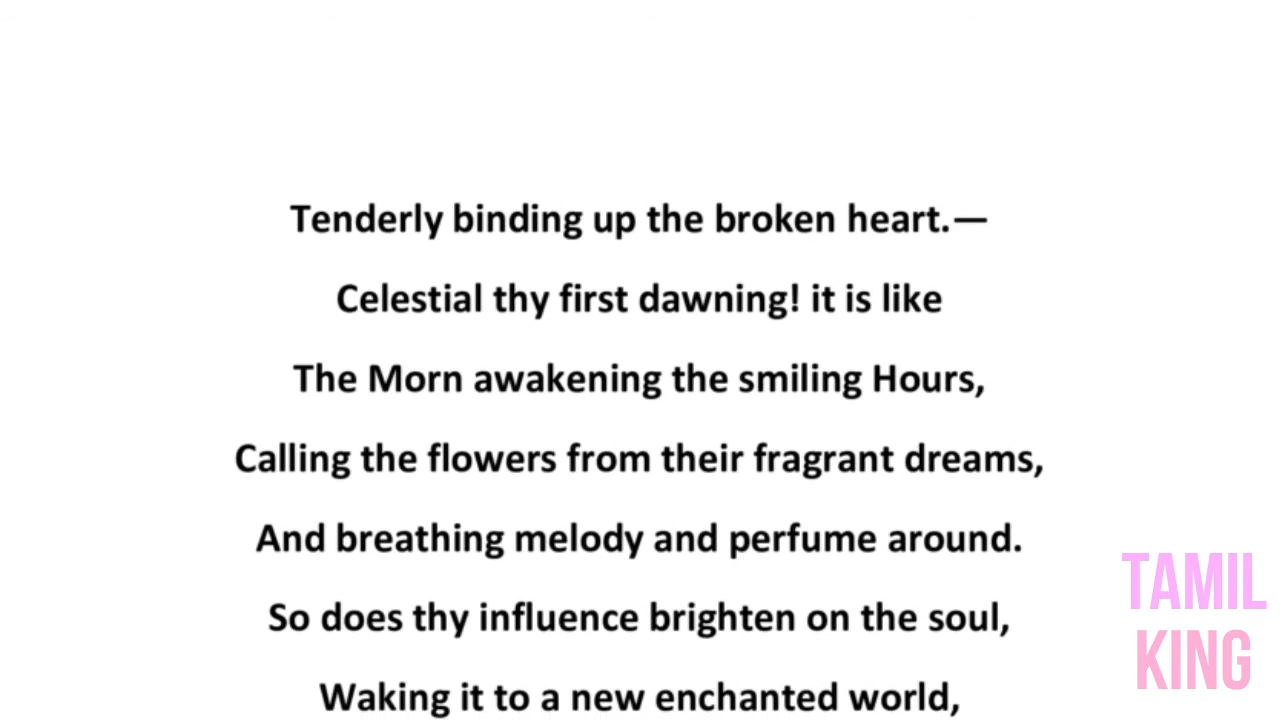 Tenderly binding up the broken heart.—
Celestial thy first dawning! it is like
The Morn awakening the smiling Hours,
Calling the flowers from their fragrant dreams,
And breathing melody and perfume around.
So does thy influence brighten on the soul,
Waking it to a new enchanted world,
TAMIL
KING